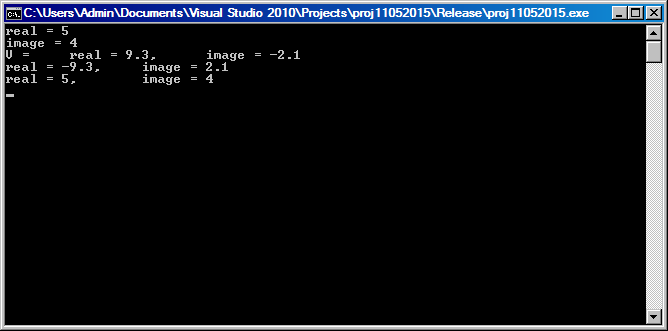 C:\Users\Admin\Documents\Visual Studio 2010\Projects\proj11052015\Release\proj11052015.exe
real = 5
image = 4
V =     real = 9.3,      image = -2.1
real = -9.3,     image = 2.1
real = 5,        image = 4